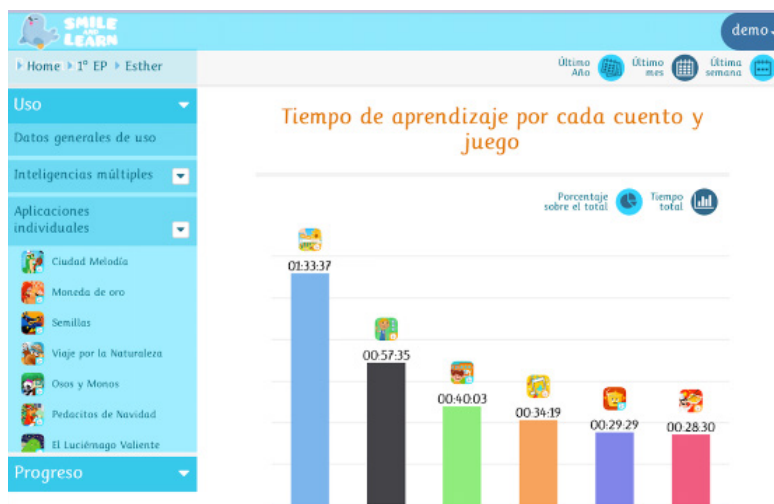 SMILE
AND
LEARN
demo
Home 1º EP Esther
Último
Año
Último
mes
Última
semana
Uso
Datos generales de uso
Inteligencias múltiples
Aplicaciones
individuales
Ciudad Melodía
Moneda de oro
Semillas
Viaje por la Naturaleza
Osos y Monos
Pedacitos de Navidad
El Luciérnago Valiente
Progreso
Tiempo de aprendizaje por cada cuento y
juego
Porcentaje
sobre el total
Tiempo
total
01:33:37
00:57:35
00:40:03
00:34:19
00:29:29
00:28:30